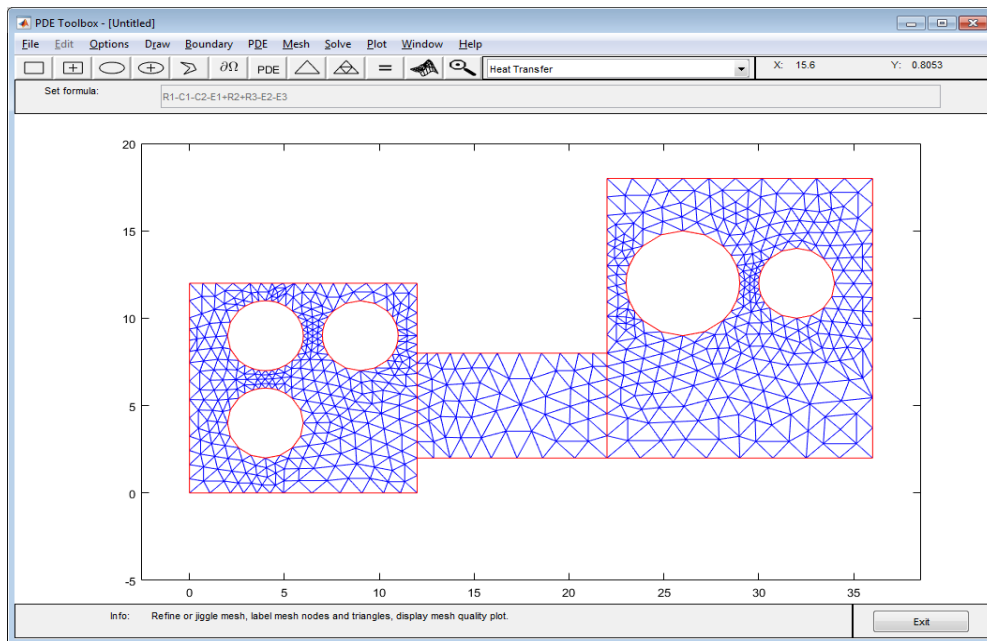 PDE Toolbox - [Untitled]
File Edit Options Draw Boundary PDE Mesh Solve Plot Window Help
∂Ω PDE = Heat Transfer X: 15.6 Y: 0.8053
Set formula: R1-C1-C2-E1+R2+R3-E2-E3
20
15
10
5
0
-5
0 5 10 15 20 25 30 35
Info: Refine or jiggle mesh, label mesh nodes and triangles, display mesh quality plot.
Exit